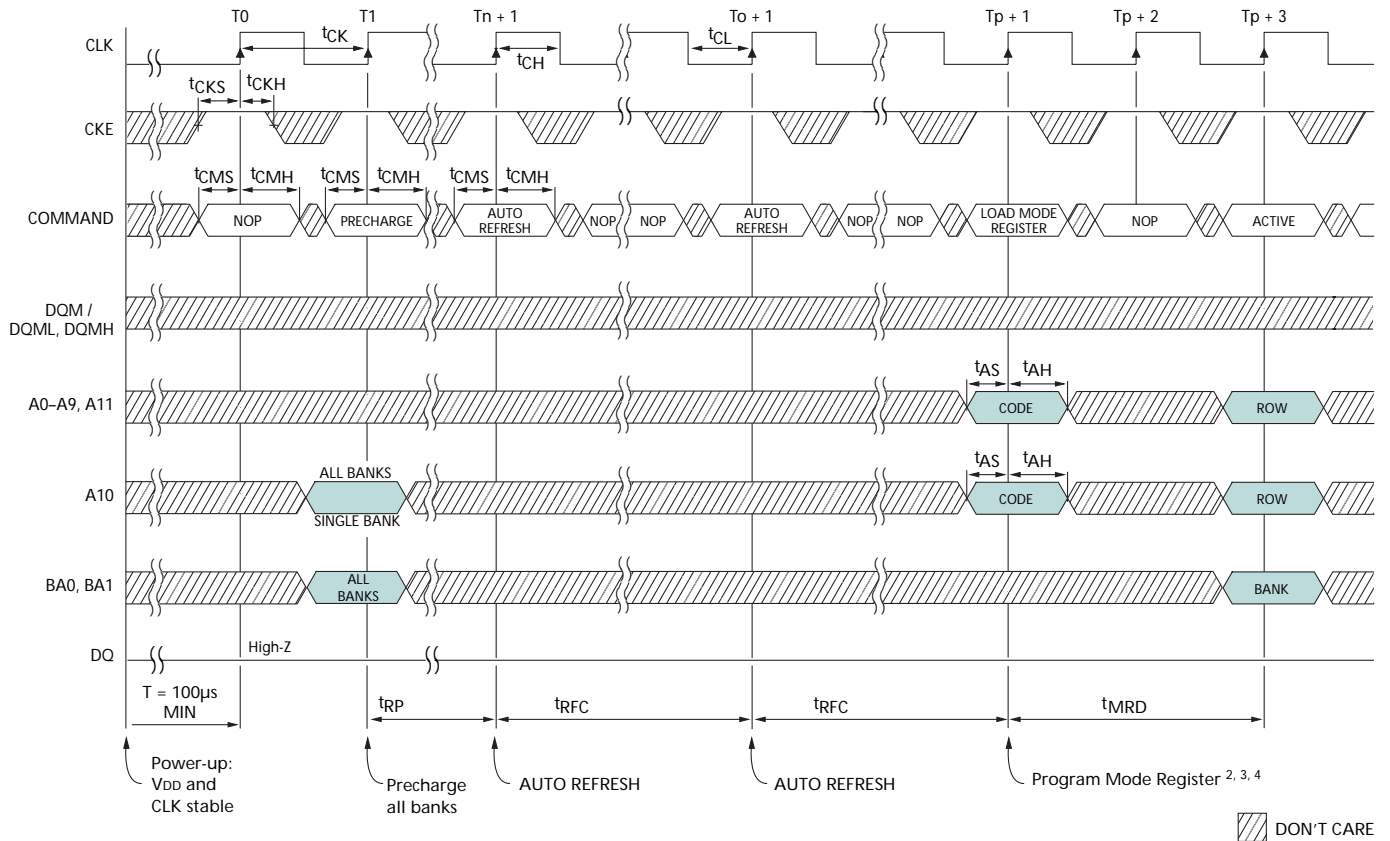 T0 T1 Tn + 1 To + 1 Tp + 1 Tp + 2 Tp + 3
CLK tCK tCH tCL
tCKS tCKH
CKE
tCMS tCMH tCMS tCMH tCMS tCMH
COMMAND NOP PRECHARGE AUTO REFRESH NOP NOP AUTO REFRESH NOP NOP LOAD MODE REGISTER NOP ACTIVE
DQM /
DQML, DQMH
tAS tAH
A0–A9, A11 CODE ROW
ALL BANKS tAS tAH
A10 CODE ROW
SINGLE BANK
BA0, BA1 ALL BANKS BANK
High-Z
DQ
T = 100µs
MIN
tRP tRFC tRFC tMRD
Power-up:
VDD and
CLK stable
Precharge
all banks
AUTO REFRESH
AUTO REFRESH
Program Mode Register 2, 3, 4
DON'T CARE